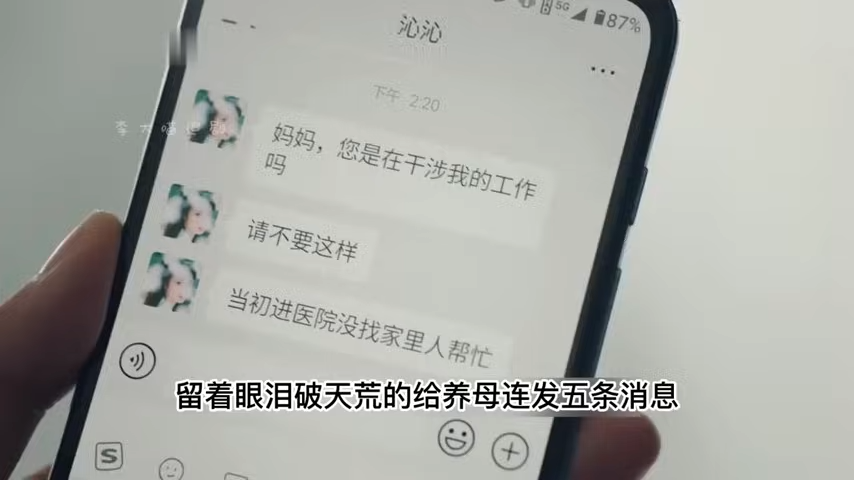 5G
87%
沁沁
下午 2:20
妈妈，您是在干涉我的工作
吗
请不要这样
当初进医院没找家里人帮忙
留着眼泪破天荒的给养母连发五条消息
S